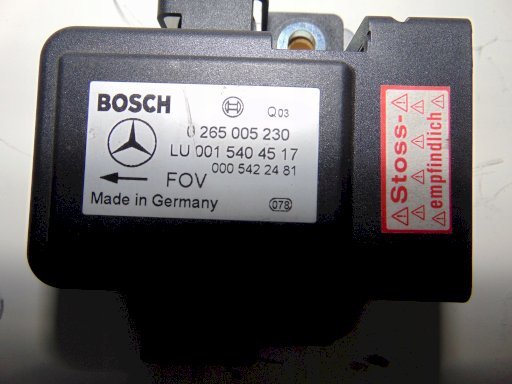 BOSCH
Q03
0 265 005 230
LU 001 540 45 17
000 542 24 81
FOV
Made in Germany
078
Stoss-
empfindlich